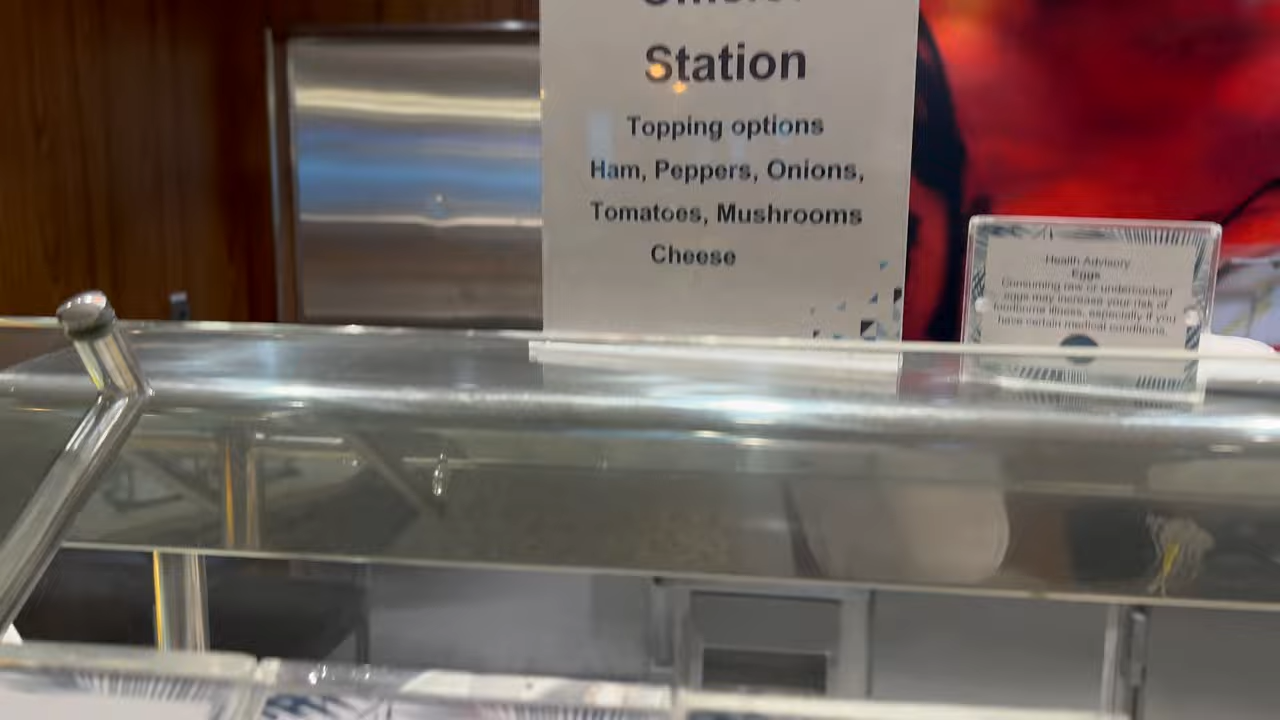 Station
Topping options
Ham, Peppers, Onions,
Tomatoes, Mushrooms
Cheese
Health Advisory
Eggs
Consuming raw or undercooked
eggs may increase your risk of
foodborne illness, especially if you
have certain medical conditions.